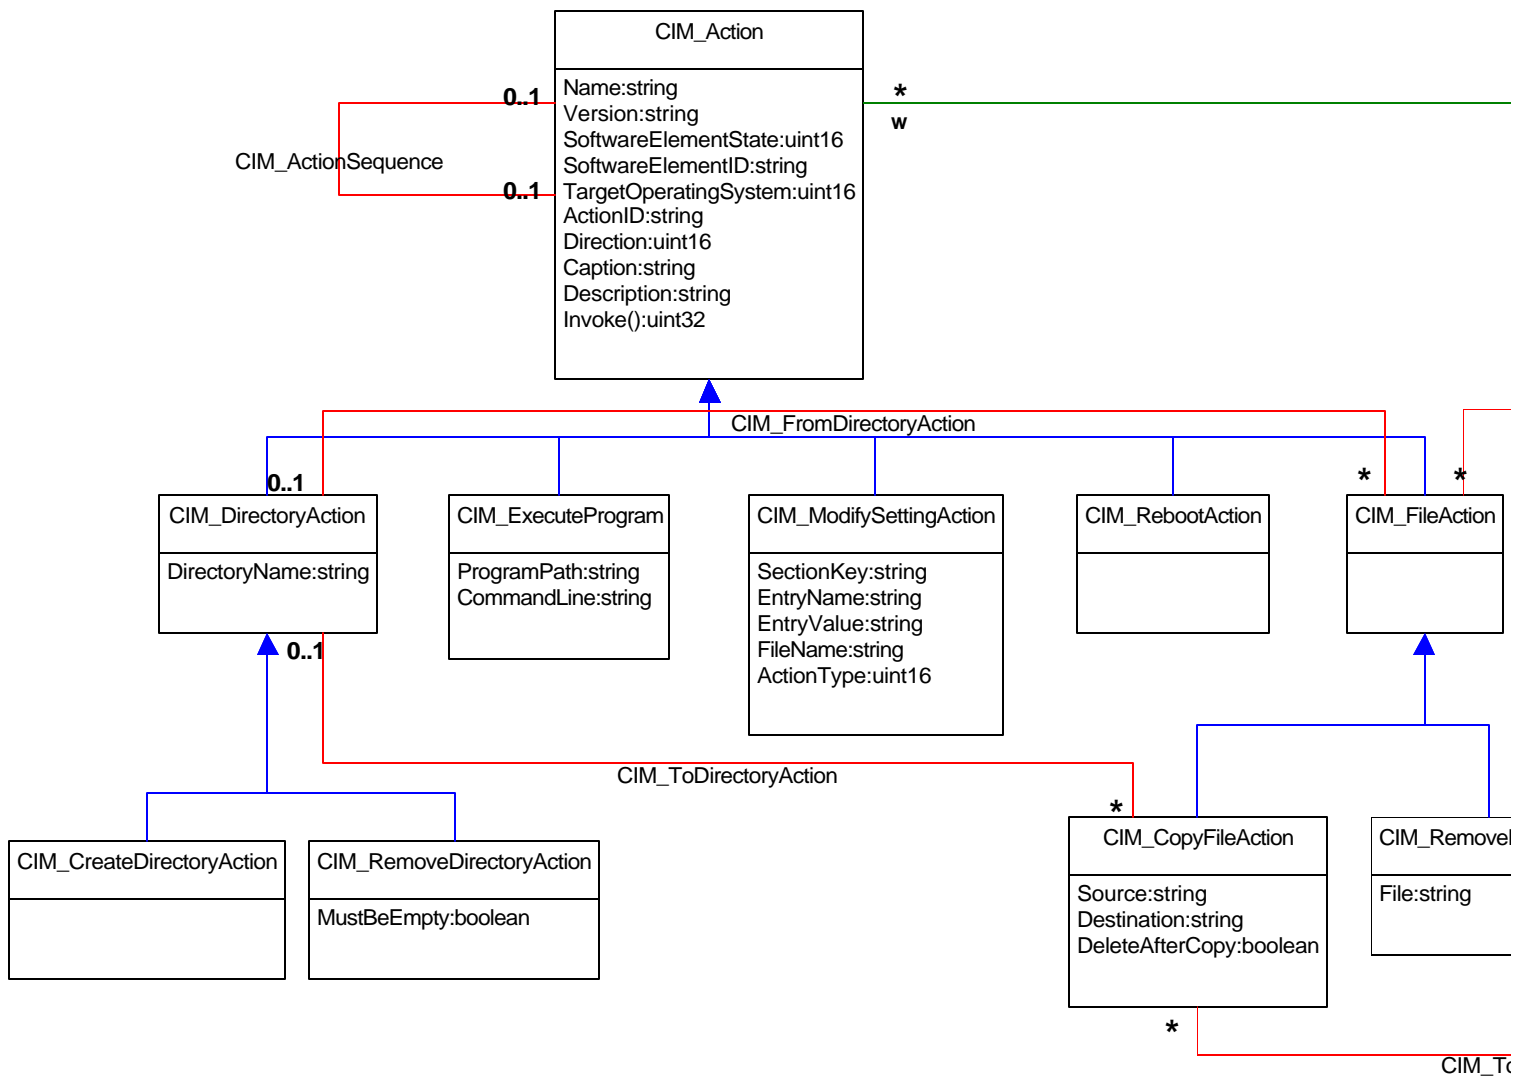 CIM_Action
Name:string
Version:string
SoftwareElementState:uint16
SoftwareElementID:string
TargetOperatingSystem:uint16
ActionID:string
Direction:uint16
Caption:string
Description:string
Invoke():uint32
0..1
CIM_ActionSequence
0..1
*
w
CIM_FromDirectoryAction
0..1
*
*
CIM_DirectoryAction
DirectoryName:string
CIM_ExecuteProgram
ProgramPath:string
CommandLine:string
CIM_ModifySettingAction
SectionKey:string
EntryName:string
EntryValue:string
FileName:string
ActionType:uint16
CIM_RebootAction
CIM_FileAction
0..1
CIM_ToDirectoryAction
*
CIM_CreateDirectoryAction
CIM_RemoveDirectoryAction
MustBeEmpty:boolean
CIM_CopyFileAction
Source:string
Destination:string
DeleteAfterCopy:boolean
CIM_Remove
File:string
*
CIM_To